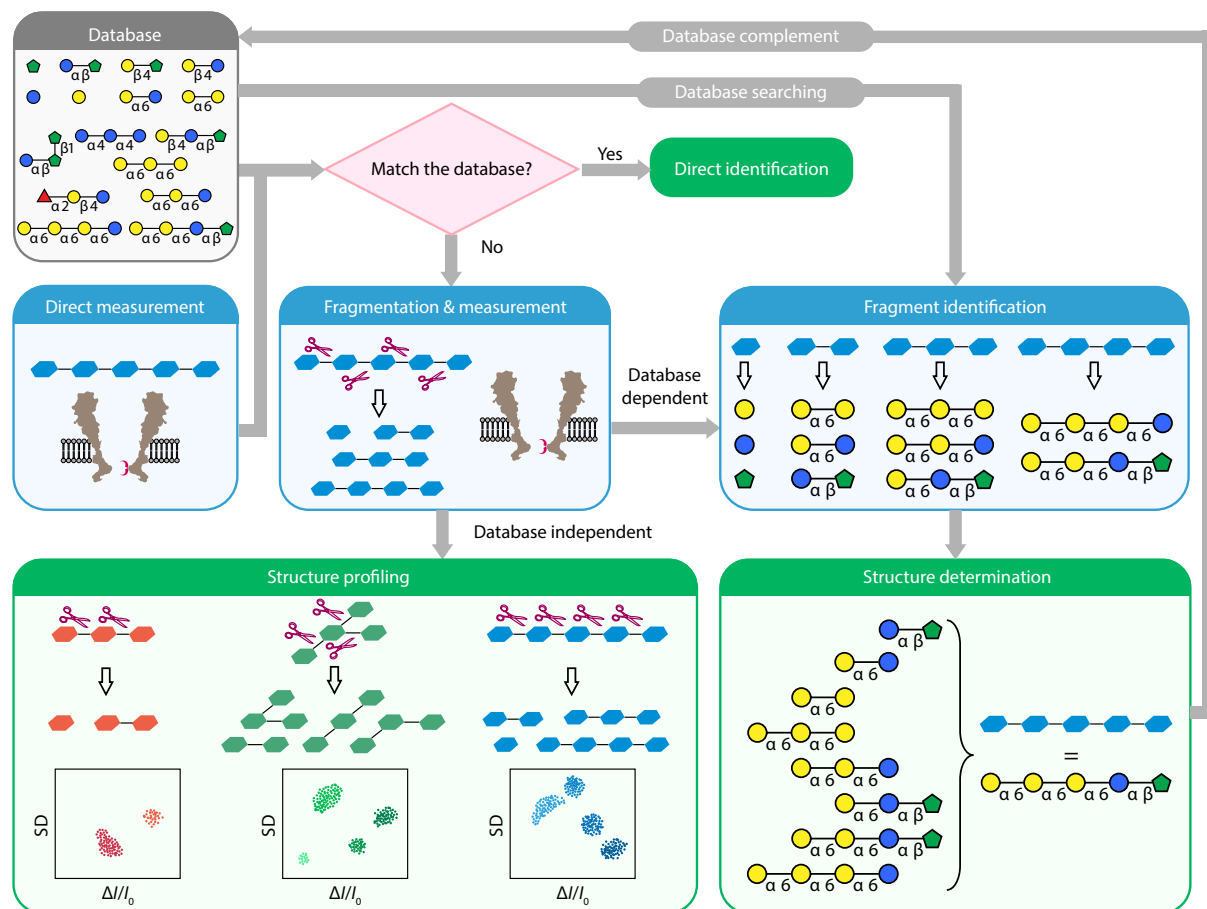 Database
Database complement
αβ
β4
β4
Database searching
α6
α6
β1
αβ
α4 α4
β4 αβ
α6 α6
Match the database?
Yes
Direct identification
α2 β4
α6 α6
α6 α6 α6
α6 α6 αβ
No
Direct measurement
Fragmentation & measurement
Fragment identification
Database
dependent
α 6
α 6 α 6
α 6 α 6 α 6
α 6
α 6 α 6
α 6 α 6 α β
α β
α 6 α β
Database independent
Structure profiling
Structure determination
α β
α 6
α 6
α 6 α 6
α 6 α 6
=
α 6 α 6 α 6 α β
α 6 α β
α 6 α 6 α β
α 6 α 6 α 6
SD
SD
SD
ΔI/I0
ΔI/I0
ΔI/I0